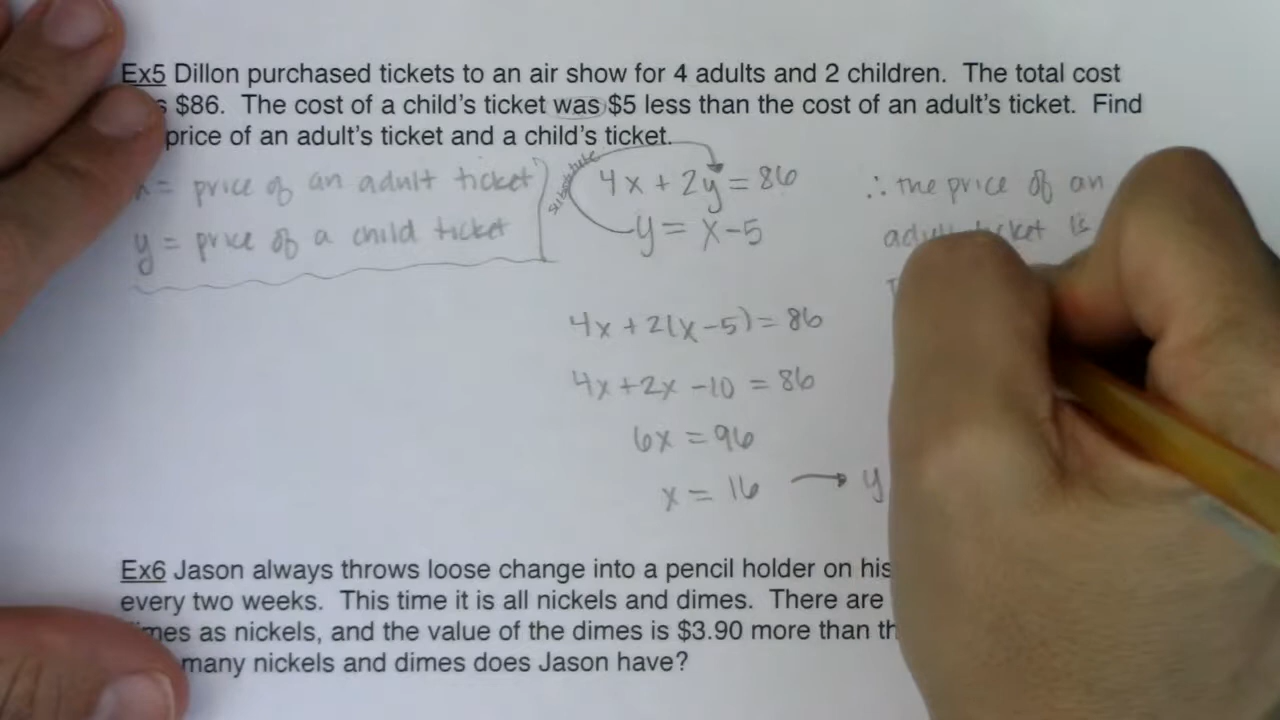 Ex5 Dillon purchased tickets to an air show for 4 adults and 2 children. The total cost
$86. The cost of a child's ticket was $5 less than the cost of an adult's ticket. Find
price of an adult's ticket and a child's ticket.
= price of an adult ticket
y = price of a child ticket
substitute
4x + 2y = 86
y = x - 5
∴ the price of an
ticket is
4x + 2(x - 5) = 86
4x + 2x - 10 = 86
6x = 96
x = 16 → y
Ex6 Jason always throws loose change into a pencil holder on his
every two weeks. This time it is all nickels and dimes. There are
as nickels, and the value of the dimes is $3.90 more than
many nickels and dimes does Jason have?